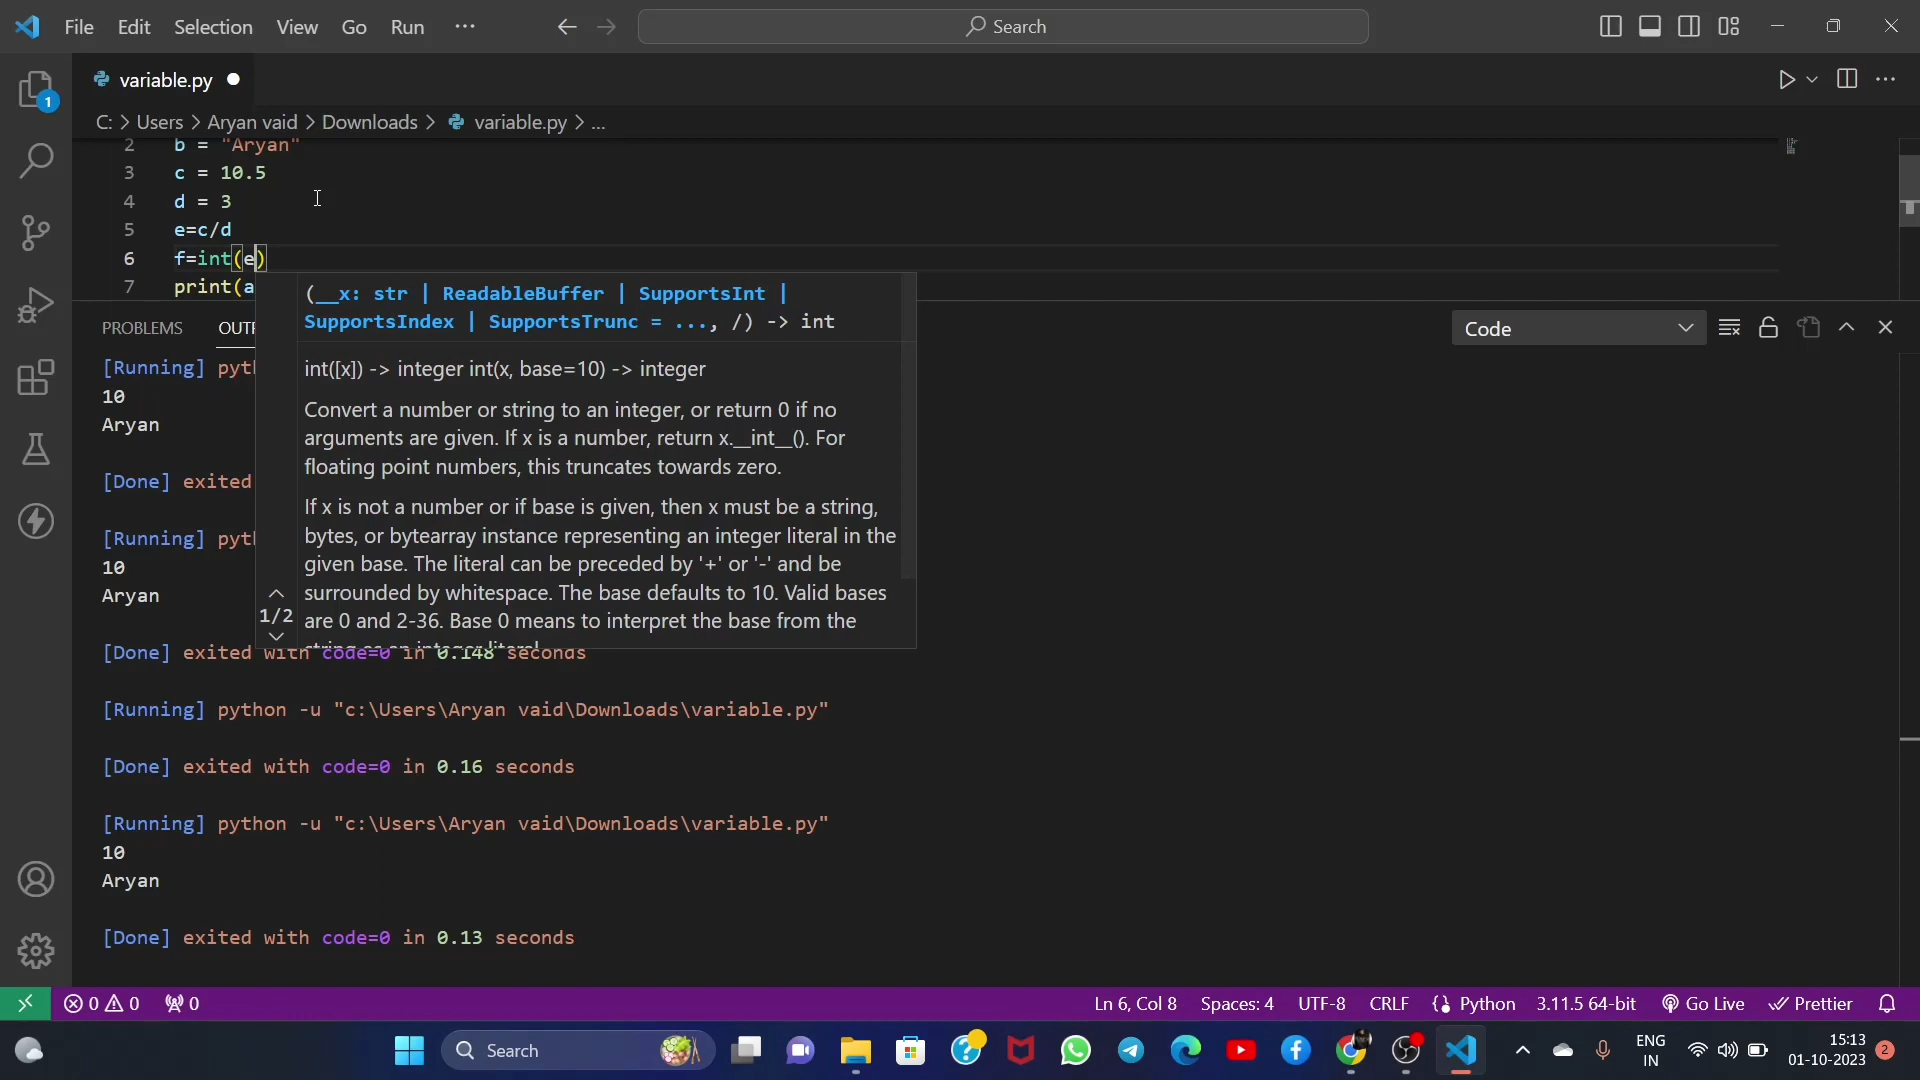 File Edit Selection View Go Run ... Search
variable.py
C: > Users > Aryan vaid > Downloads > variable.py > ...
2 b = "Aryan"
3 c = 10.5
4 d = 3
5 e=c/d
6 f=int(e)
7 print(a
(__x: str | ReadableBuffer | SupportsInt |
SupportsIndex | SupportsTrunc = ..., /) -> int
int([x]) -> integer int(x, base=10) -> integer
Convert a number or string to an integer, or return 0 if no
arguments are given. If x is a number, return x.__int__(). For
floating point numbers, this truncates towards zero.
If x is not a number or if base is given, then x must be a string,
bytes, or bytearray instance representing an integer literal in the
given base. The literal can be preceded by '+' or '-' and be
surrounded by whitespace. The base defaults to 10. Valid bases
are 0 and 2-36. Base 0 means to interpret the base from the
1/2
PROBLEMS Code
[Running]
10
Aryan
[Done] exited
[Running]
10
Aryan
[Done] exited with code=0 in 0.148 seconds
[Running] python -u "c:\Users\Aryan vaid\Downloads\variable.py"
[Done] exited with code=0 in 0.16 seconds
[Running] python -u "c:\Users\Aryan vaid\Downloads\variable.py"
10
Aryan
[Done] exited with code=0 in 0.13 seconds
1
0 0 0 Ln 6, Col 8 Spaces: 4 UTF-8 CRLF Python 3.11.5 64-bit Go Live Prettier
Search ENG 15:13
IN 01-10-2023 2